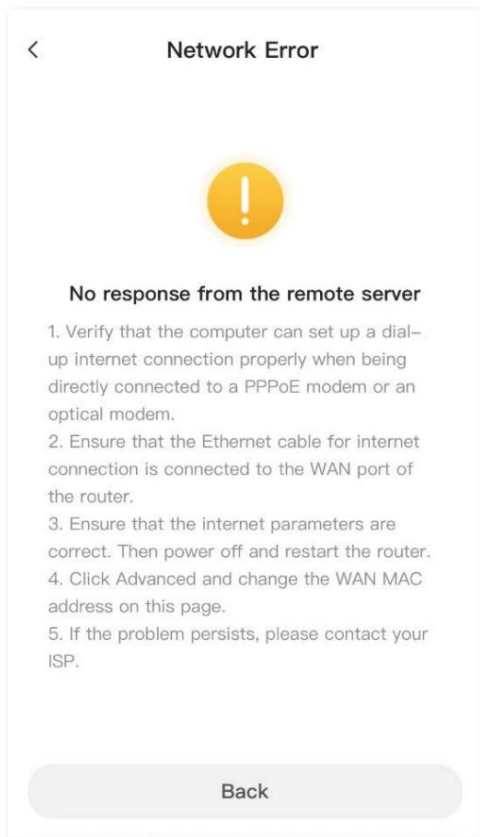 Network Error
No response from the remote server
1. Verify that the computer can set up a dial-
up internet connection properly when being
directly connected to a PPPoE modem or an
optical modem.
2. Ensure that the Ethernet cable for internet
connection is connected to the WAN port of
the router.
3. Ensure that the internet parameters are
correct. Then power off and restart the router.
4. Click Advanced and change the WAN MAC
address on this page.
5. If the problem persists, please contact your
ISP.
Back